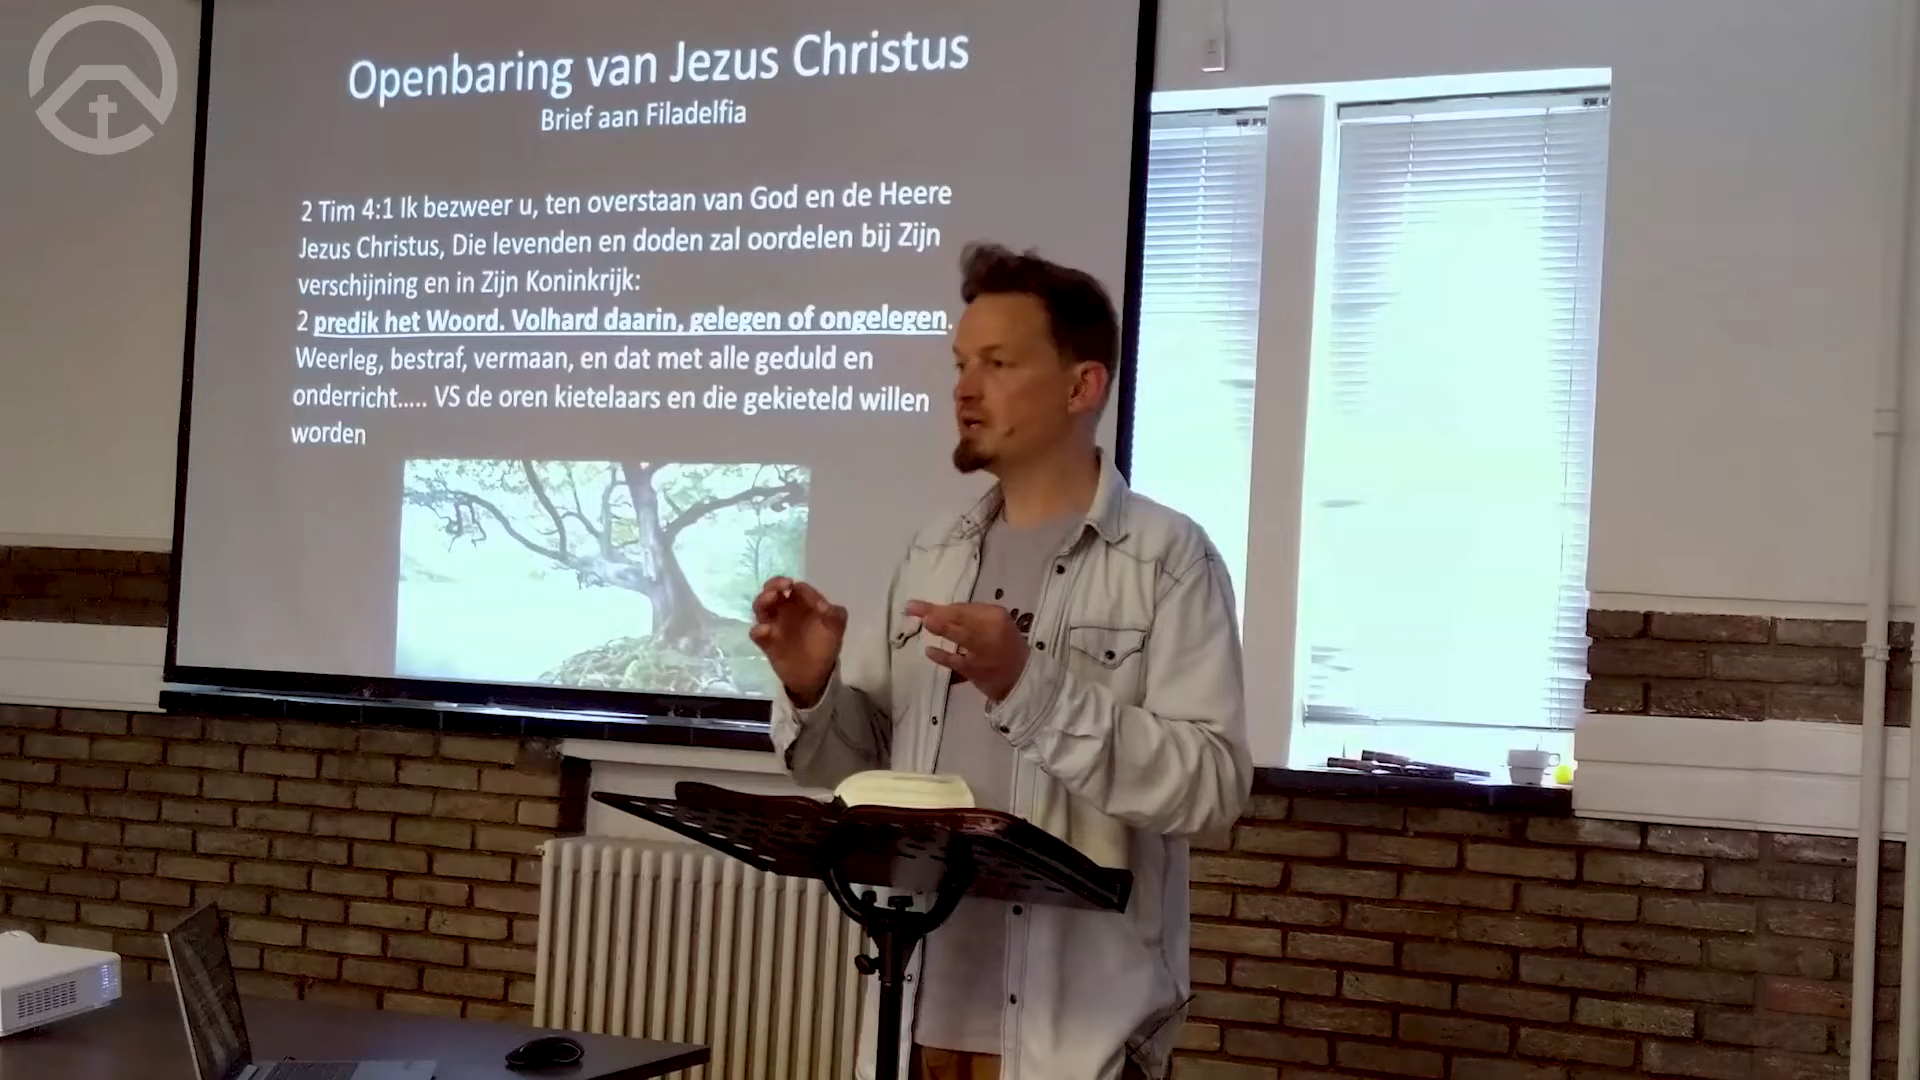 Openbaring van Jezus Christus
Brief aan Filadelfia
2 Tim 4:1 Ik bezweer u, ten overstaan van God en de Heere
Jezus Christus, Die levenden en doden zal oordelen bij Zijn
verschijning en in Zijn Koninkrijk:
2 predik het Woord. Volhard daarin, gelegen of ongelegen.
Weerleg, bestraf, vermaan, en dat met alle geduld en
onderricht..... VS de oren kietelaars en die gekieteld willen
worden